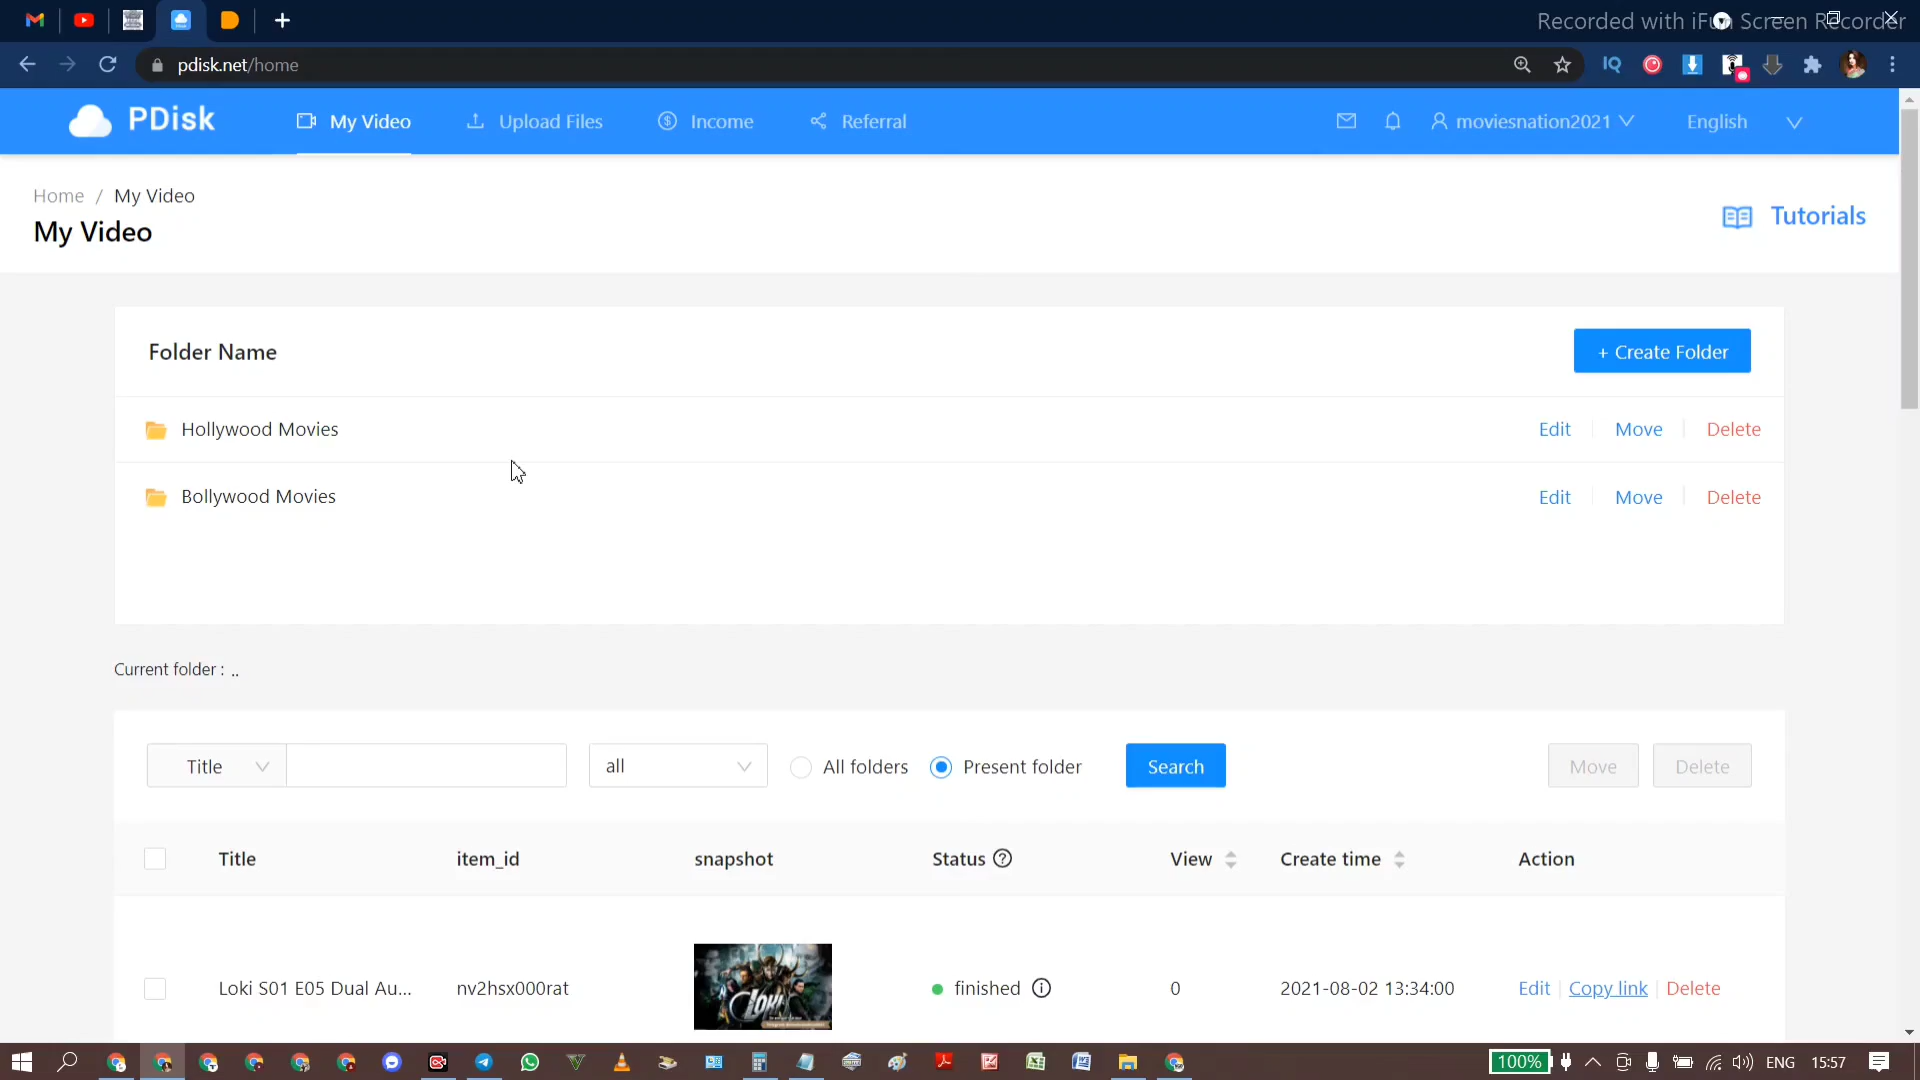 Recorded with iFun Screen Recorder
pdisk.net/home
PDisk
My Video
Upload Files
Income
Referral
moviesnation2021
English
Home / My Video
My Video
Tutorials
Folder Name
+ Create Folder
Hollywood Movies
Edit
Move
Delete
Bollywood Movies
Edit
Move
Delete
Current folder : ..
Title
all
All folders
Present folder
Search
Move
Delete
Title
item_id
snapshot
Status
View
Create time
Action
Loki S01 E05 Dual Au...
nv2hsx000rat
LOKI
finished
0
2021-08-02 13:34:00
Edit
Copy link
Delete
100%
ENG
15:57